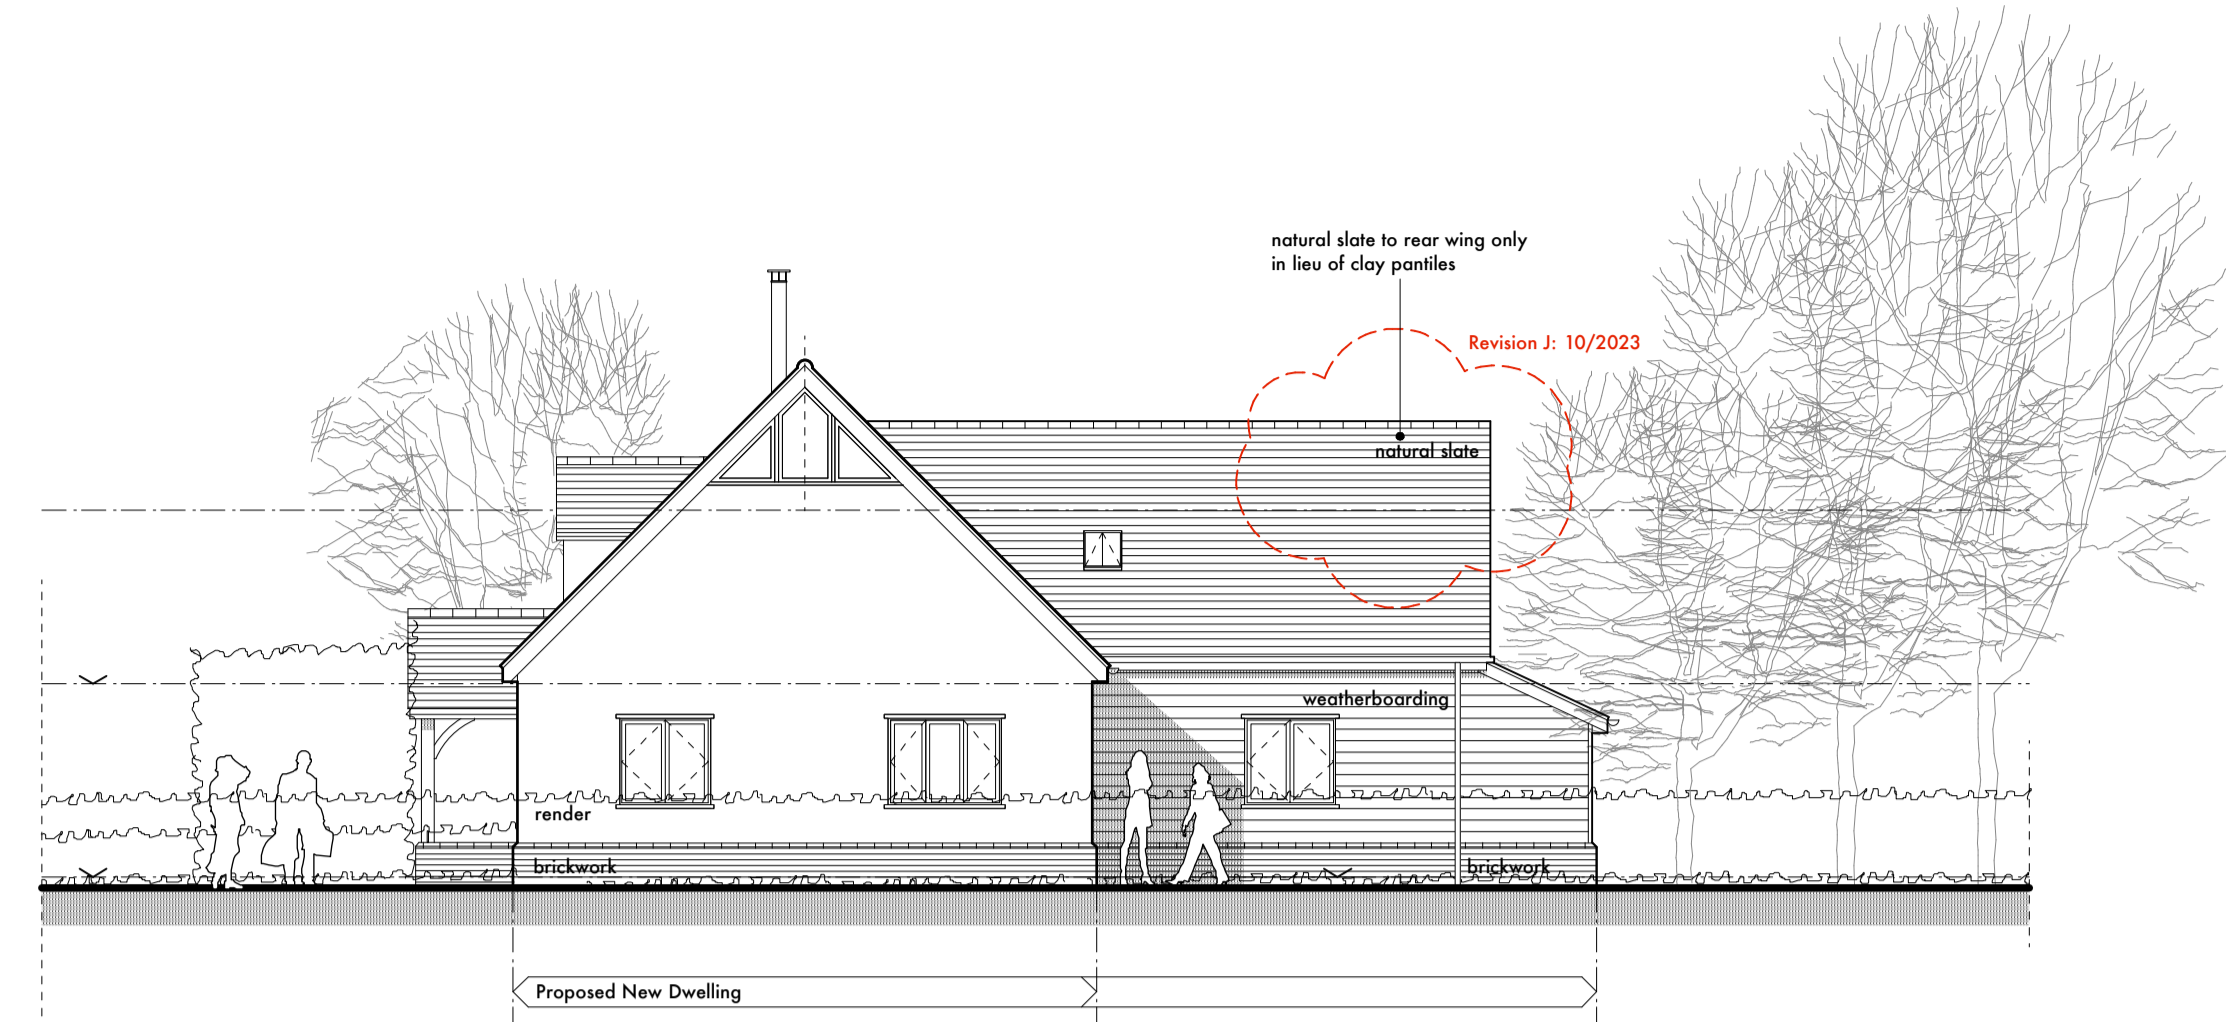 natural slate to rear wing only
in lieu of clay pantiles
Revision J: 10/2023
natural slate
weatherboarding
render
brickwork
brickwork
Proposed New Dwelling